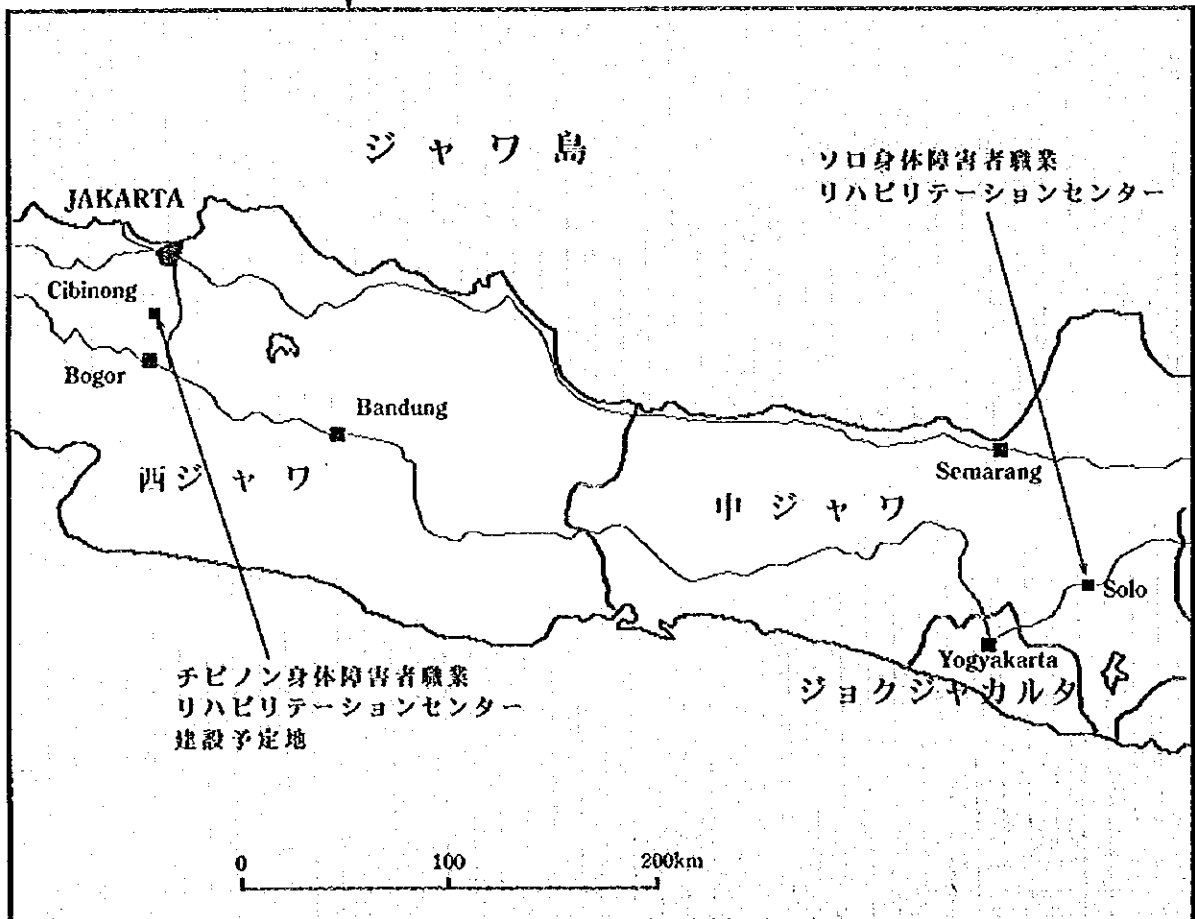 ジャワ島
ソロ身体障害者職業
リハビリテーションセンター
JAKARTA
Cibinong
Bogor
Bandung
西ジャワ
中ジャワ
Semarang
Solo
Yogyakarta
ジョクジャカルタ
チビノン身体障害者職業
リハビリテーションセンター
建設予定地
0 100 200km